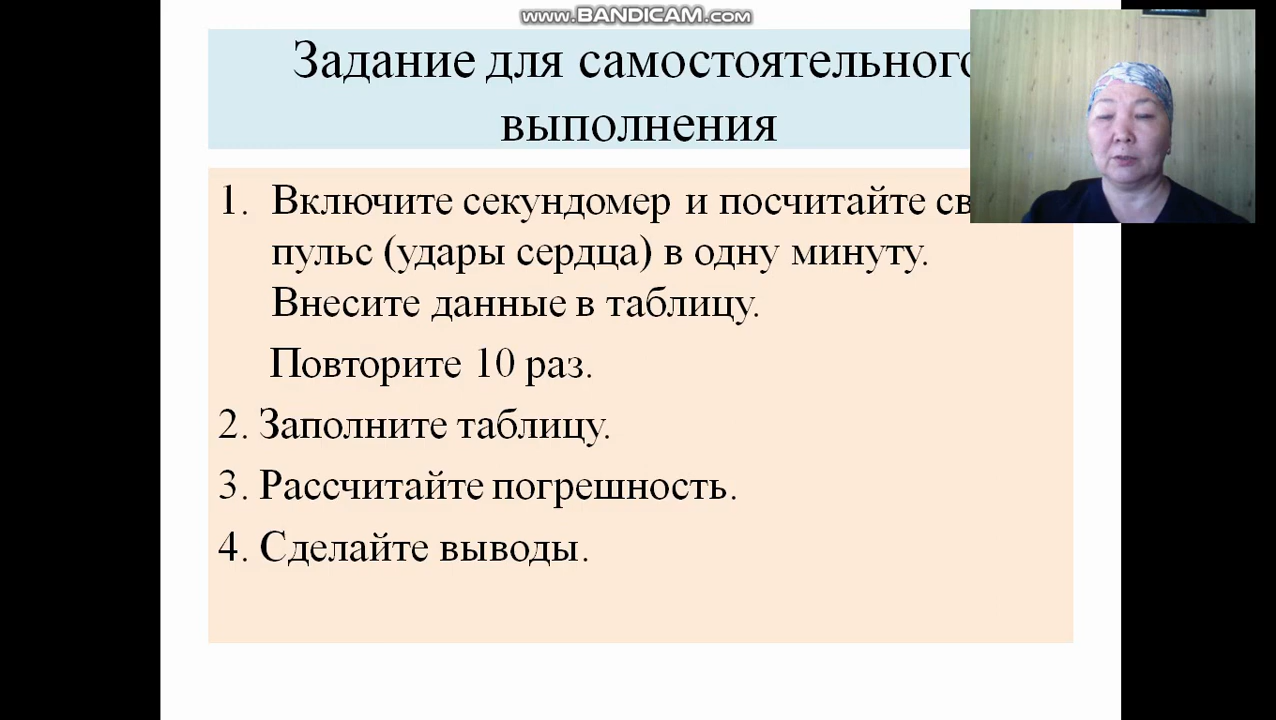 www.BANDICAM.com
Задание для самостоятельного
выполнения
1. Включите секундомер и посчитайте св
пульс (удары сердца) в одну минуту.
Внесите данные в таблицу.
Повторите 10 раз.
2. Заполните таблицу.
3. Рассчитайте погрешность.
4. Сделайте выводы.